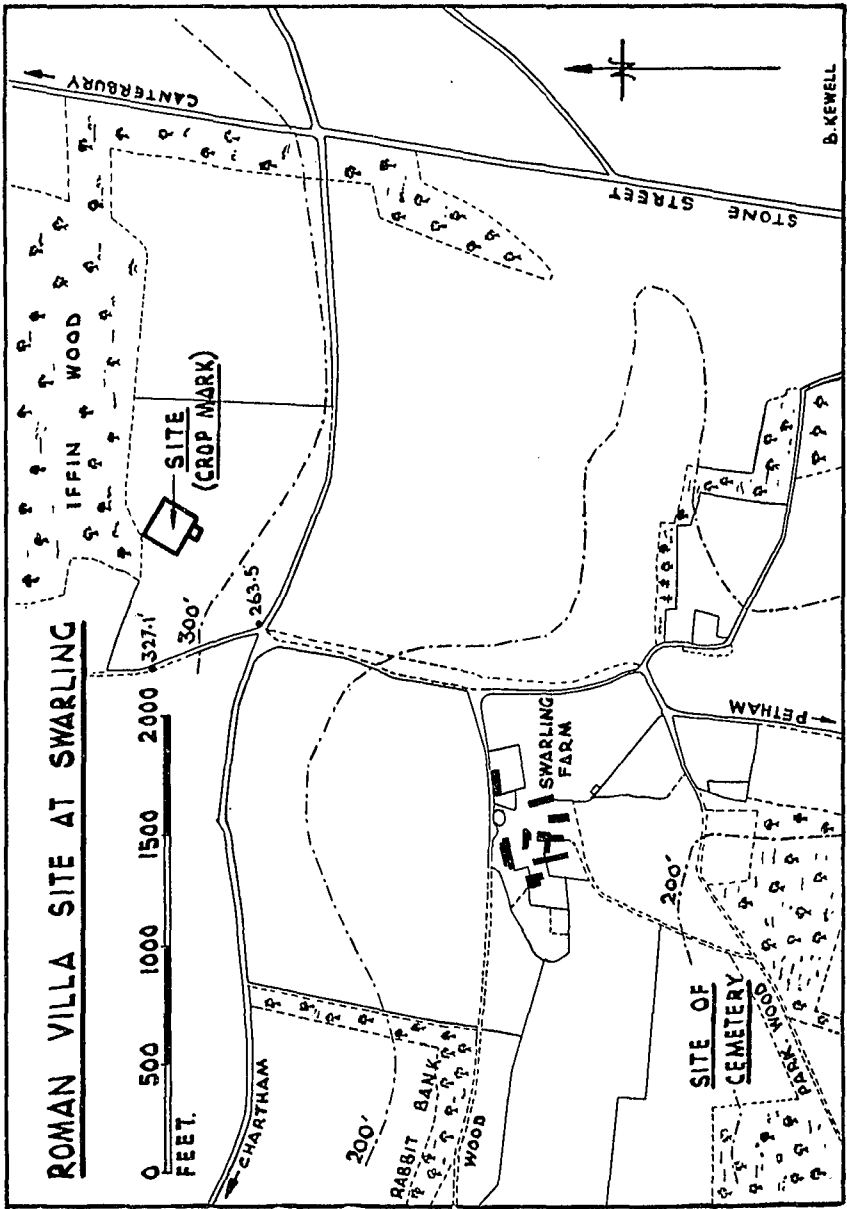 ROMAN VILLA SITE AT SWARLING
0 500 1000 1500 2000
FEET.
CANTERBURY
IFFIN WOOD
SITE
(CROP MARK)
327·1'
300'
263·5
CHARTHAM
STONE STREET
200'
RABBIT BANK
WOOD
SWARLING
FARM
PETHAM
200'
SITE OF
CEMETERY
PARK WOOD
N
B. KEWELL